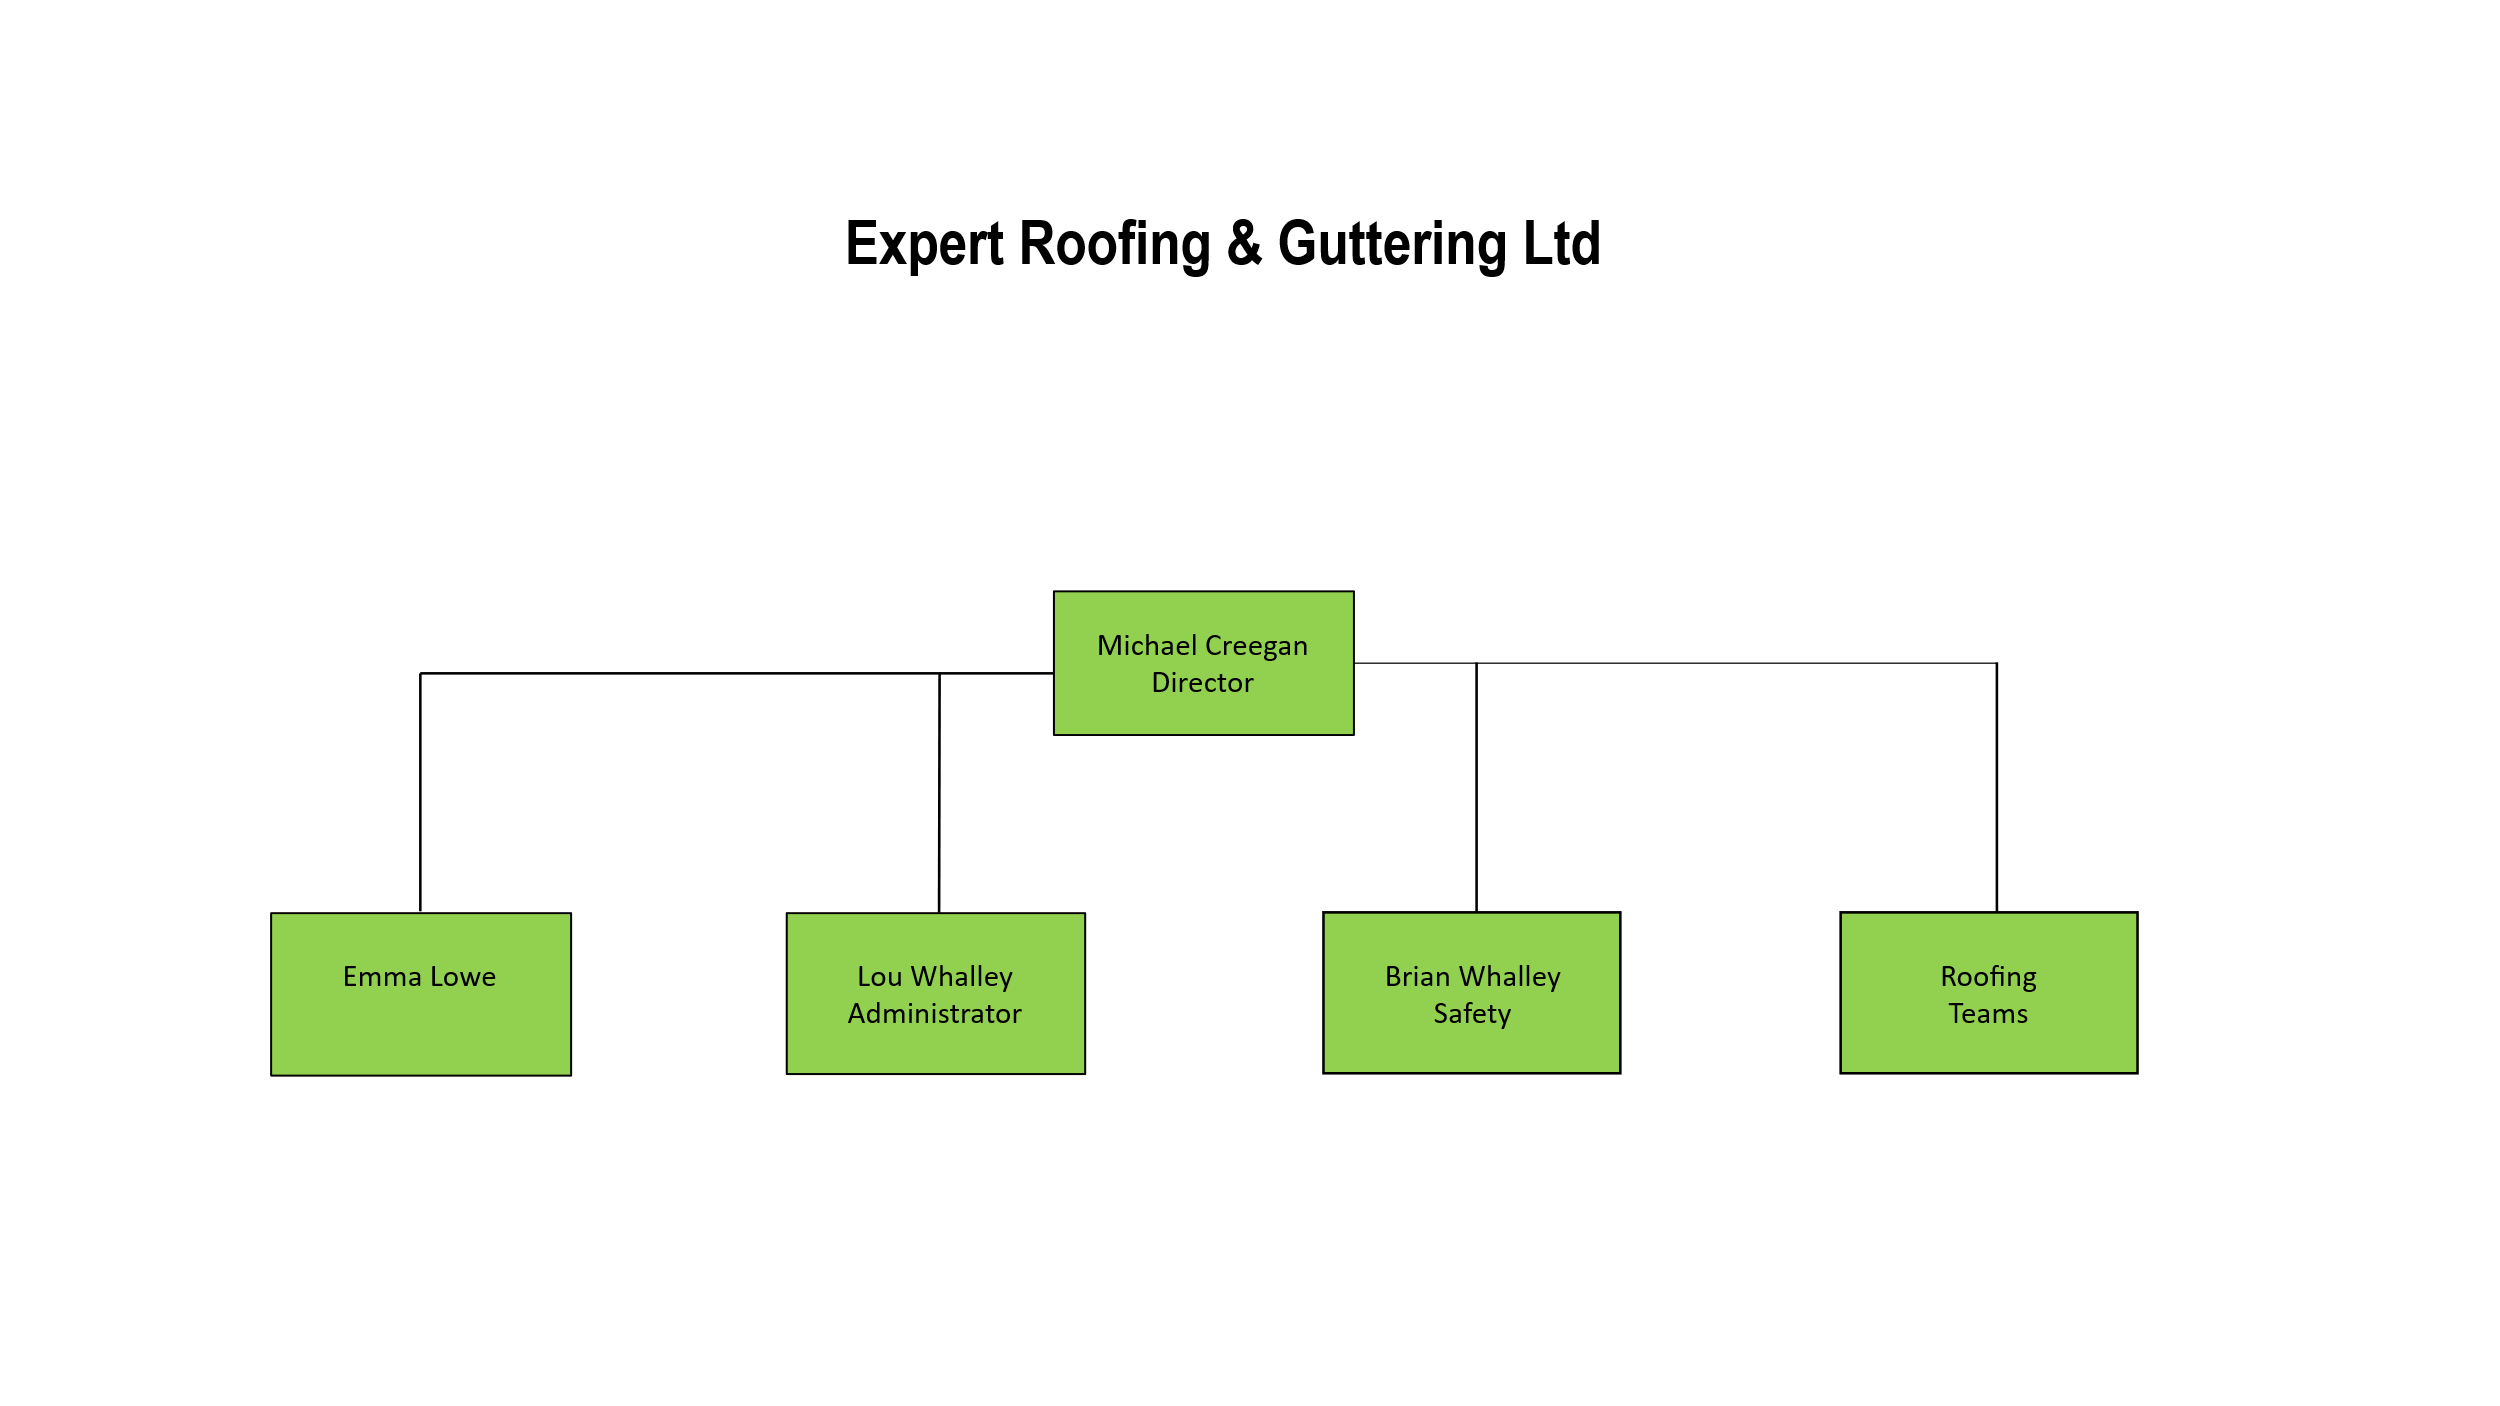 Expert Roofing & Guttering Ltd
Michael Creegan
Director
Emma Lowe
Lou Whalley
Administrator
Brian Whalley
Safety
Roofing
Teams